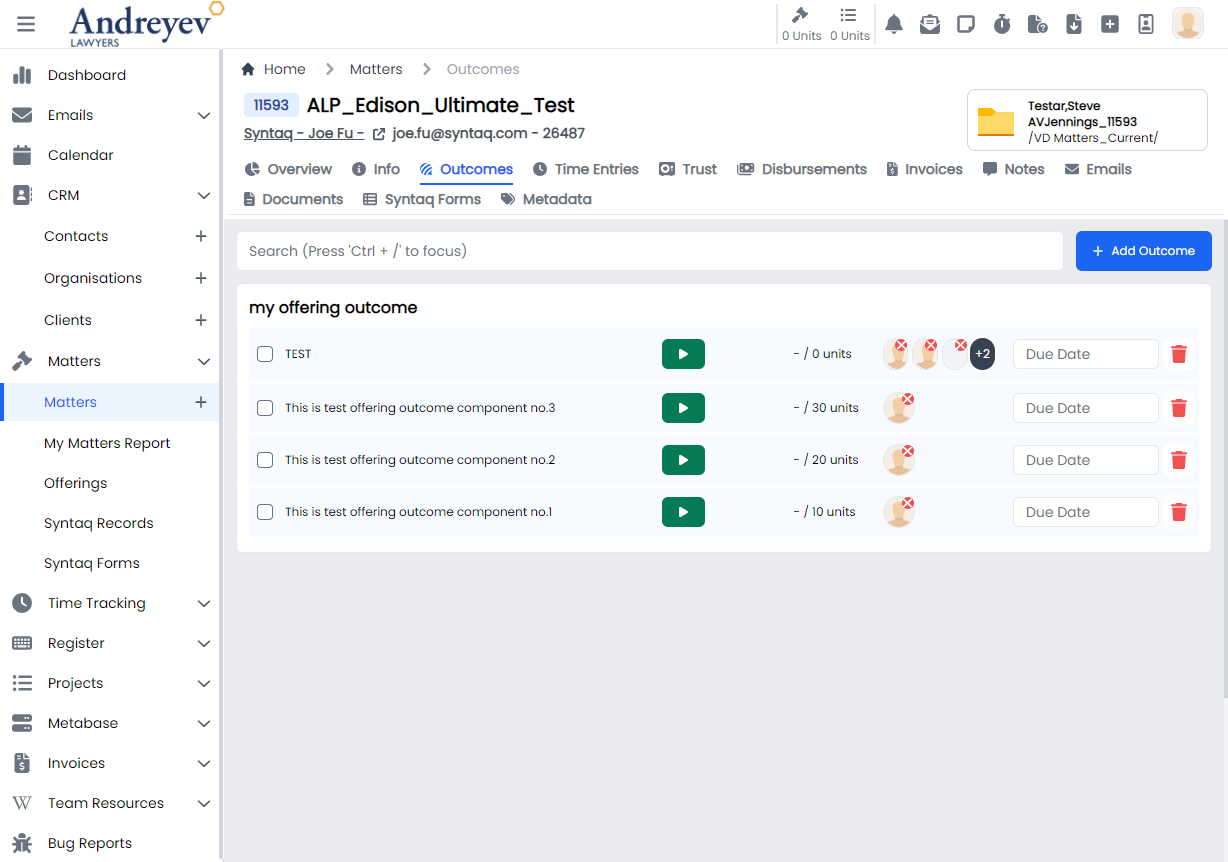 Andreyev
LAWYERS
0 Units 0 Units
Dashboard
Emails
Calendar
CRM
Contacts
Organisations
Clients
Matters
Matters
My Matters Report
Offerings
Syntaq Records
Syntaq Forms
Time Tracking
Register
Projects
Metabase
Invoices
Team Resources
Bug Reports
Home Matters Outcomes
11593 ALP_Edison_Ultimate_Test
Syntaq - Joe Fu - joe.fu@syntaq.com - 26487
Testar,Steve
AVJennings_11593
/VD Matters_Current/
Overview Info Outcomes Time Entries Trust Disbursements Invoices Notes Emails
Documents Syntaq Forms Metadata
Search (Press 'Ctrl + /' to focus)
+ Add Outcome
my offering outcome
TEST - / 0 units +2 Due Date
This is test offering outcome component no.3 - / 30 units Due Date
This is test offering outcome component no.2 - / 20 units Due Date
This is test offering outcome component no.1 - / 10 units Due Date